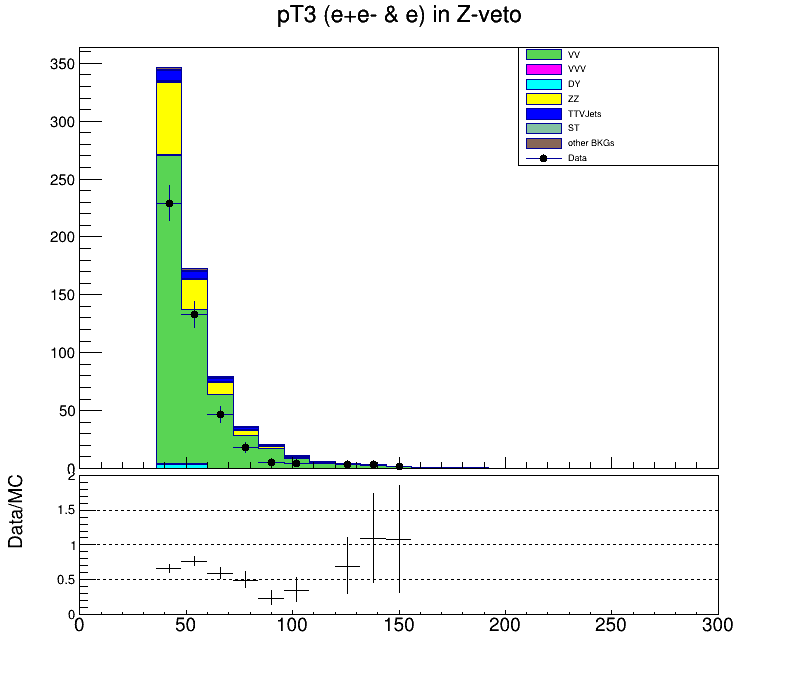 pT3 (e+e- & e) in Z-veto
350
300
250
200
150
100
50
0
VV
VVV
DY
ZZ
TTVJets
ST
other BKGs
Data
Data/MC
2
1.5
1
0.5
0
0 50 100 150 200 250 300